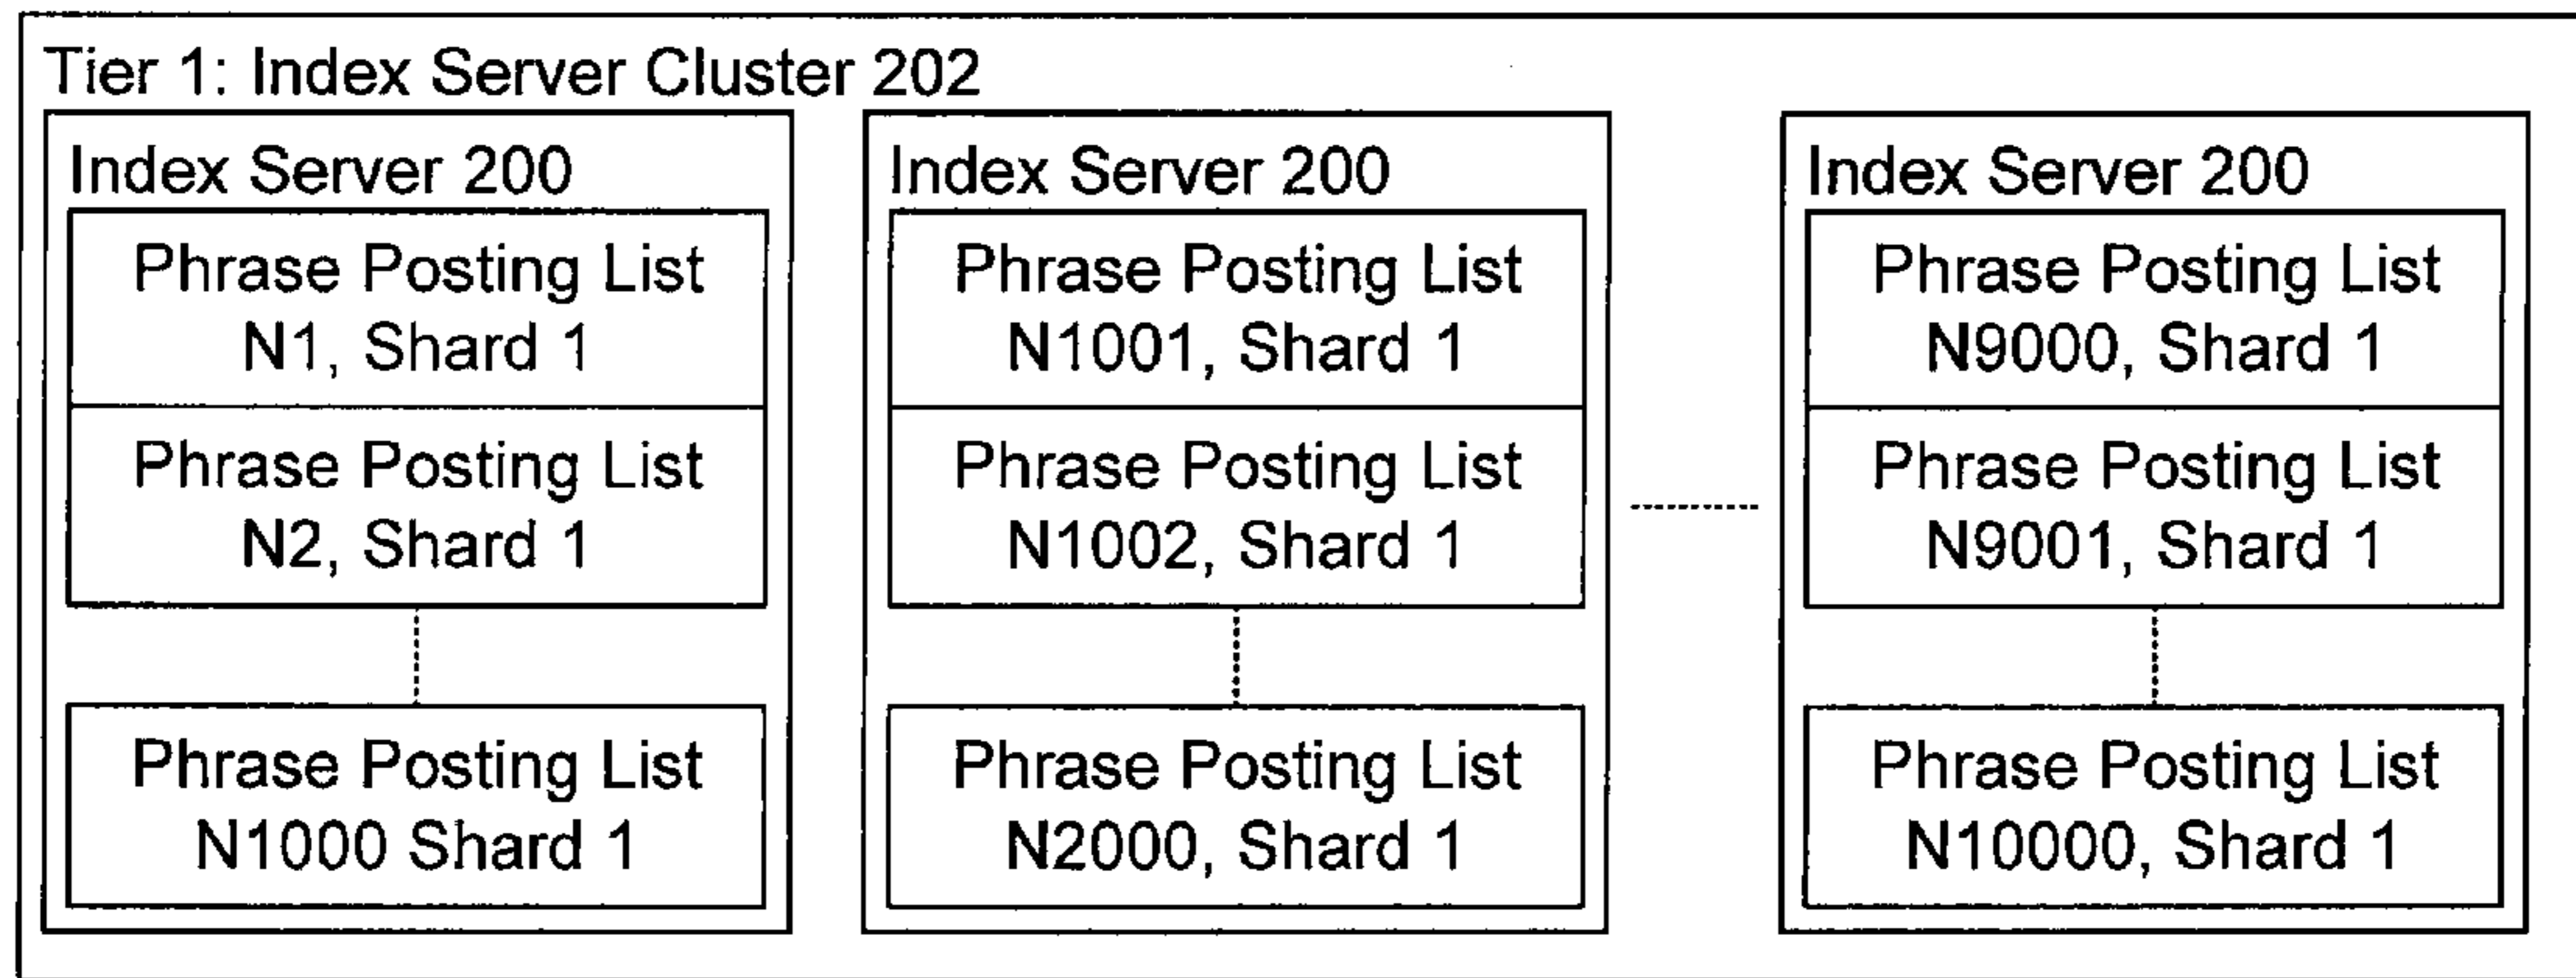 Tier 1: Index Server Cluster 202
Index Server 200
Phrase Posting List
N1, Shard 1
Phrase Posting List
N2, Shard 1
Phrase Posting List
N1000 Shard 1
Index Server 200
Phrase Posting List
N1001, Shard 1
Phrase Posting List
N1002, Shard 1
Phrase Posting List
N2000, Shard 1
Index Server 200
Phrase Posting List
N9000, Shard 1
Phrase Posting List
N9001, Shard 1
Phrase Posting List
N10000, Shard 1